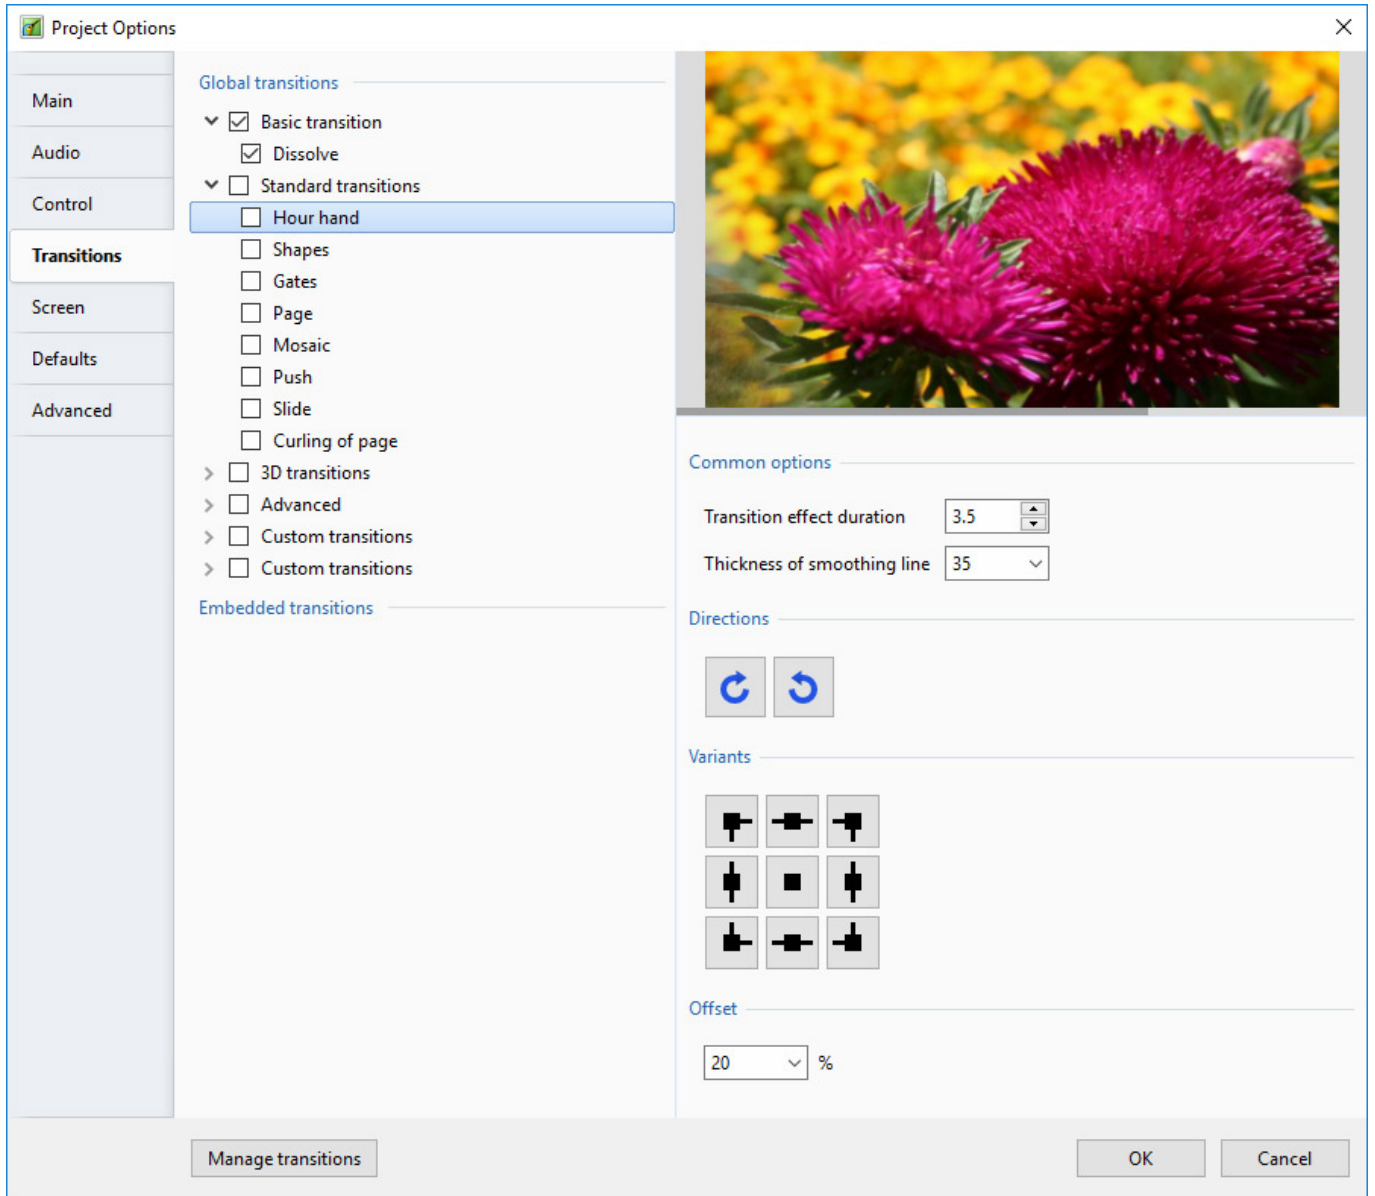 Project Options
Main
Audio
Control
Transitions
Screen
Defaults
Advanced
Global transitions
Basic transition
Dissolve
Standard transitions
Hour hand
Shapes
Gates
Page
Mosaic
Push
Slide
Curling of page
3D transitions
Advanced
Custom transitions
Custom transitions
Embedded transitions
Common options
Transition effect duration 3.5
Thickness of smoothing line 35
Directions
Variants
Offset
20 %
Manage transitions
OK
Cancel